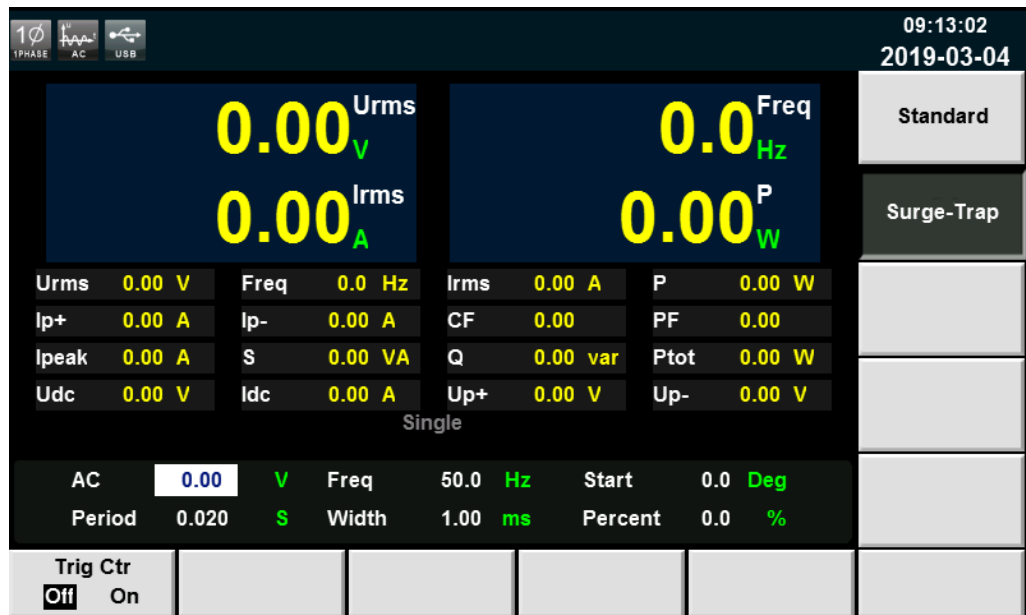 1Ø
1PHASE
u
t
AC
USB
09:13:02
2019-03-04
0.00 Urms V
0.0 Freq Hz
0.00 Irms A
0.00 P W
Standard
Surge-Trap
Urms 0.00 V Freq 0.0 Hz Irms 0.00 A P 0.00 W
Ip+ 0.00 A Ip- 0.00 A CF 0.00 PF 0.00
Ipeak 0.00 A S 0.00 VA Q 0.00 var Ptot 0.00 W
Udc 0.00 V Idc 0.00 A Up+ 0.00 V Up- 0.00 V
Single
AC 0.00 V Freq 50.0 Hz Start 0.0 Deg
Period 0.020 S Width 1.00 ms Percent 0.0 %
Trig Ctr
Off On